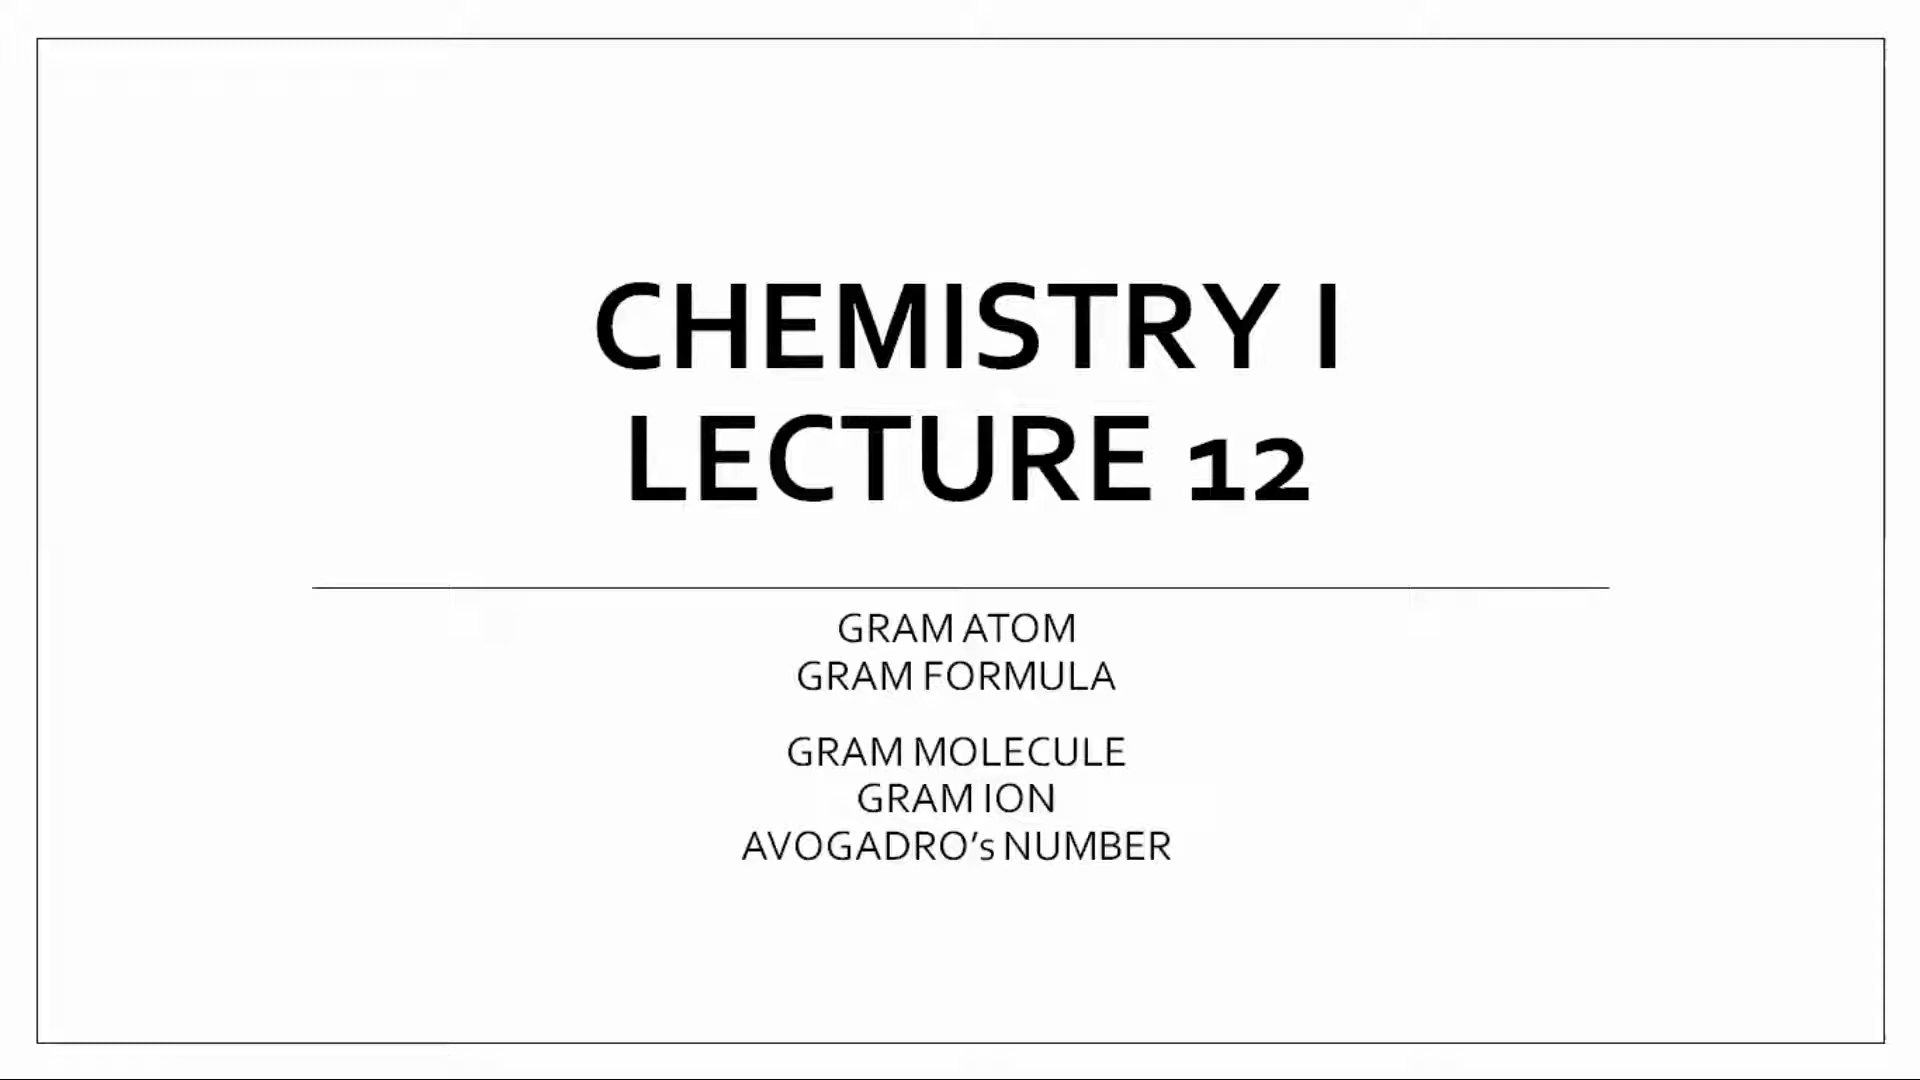 CHEMISTRY I
LECTURE 12
GRAM ATOM
GRAM FORMULA
GRAM MOLECULE
GRAM ION
AVOGADRO’s NUMBER